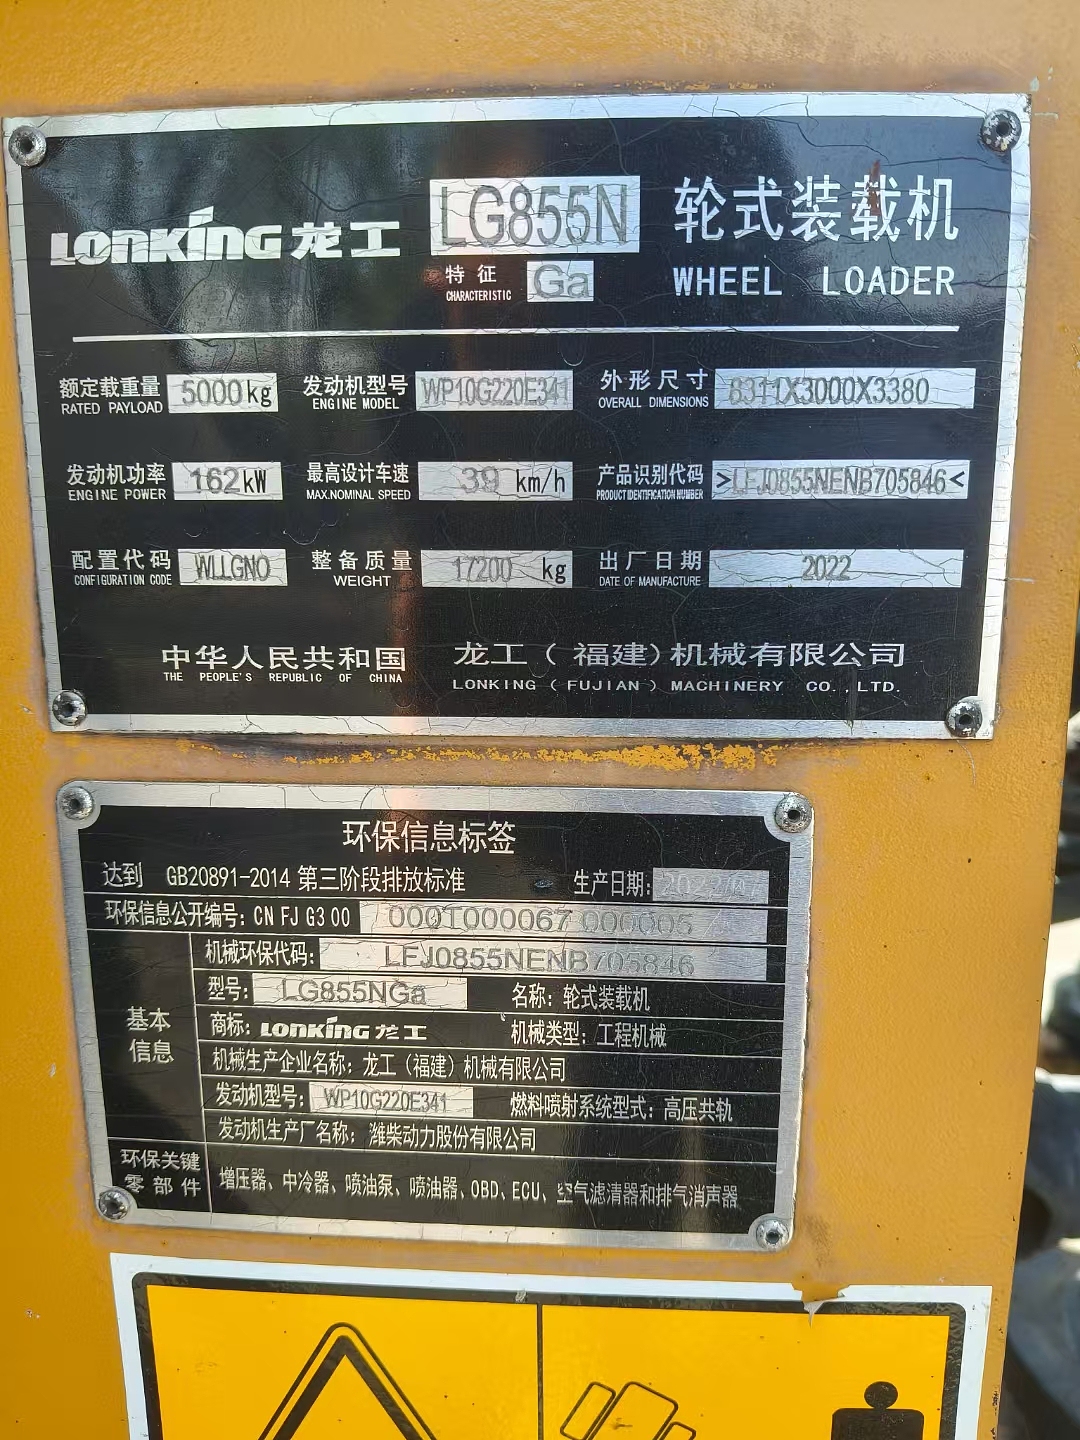 LONKING 龙工 LG855N 轮式装载机
特征 CHARACTERISTIC Ga WHEEL LOADER
额定载重量 RATED PAYLOAD 5000kg 发动机型号 ENGINE MODEL WP10G220E341 外形尺寸 OVERALL DIMENSIONS 8311X3000X3380
发动机功率 ENGINE POWER 162kW 最高设计车速 MAX.NOMINAL SPEED 39 km/h 产品识别代码 PRODUCT IDENTIFICATION NUMBER >LFJ0855NENB705846<
配置代码 CONFIGURATION CODE WLLGNO 整备质量 WEIGHT 17200 kg 出厂日期 DATE OF MANUFACTURE 2022
中华人民共和国 龙工（福建）机械有限公司
THE PEOPLE'S REPUBLIC OF CHINA LONKING (FUJIAN) MACHINERY CO.,LTD.
环保信息标签
达到 GB20891-2014 第三阶段排放标准 生产日期: 2022/07
环保信息公开编号: CN FJ G3 00 0001000067 000005
基本信息
机械环保代码: LFJ0855NENB705846
型号: LG855NGa 名称: 轮式装载机
商标: LONKING 龙工 机械类型: 工程机械
机械生产企业名称: 龙工（福建）机械有限公司
发动机型号: WP10G220E341 燃料喷射系统型式: 高压共轨
发动机生产厂名称: 潍柴动力股份有限公司
环保关键零部件 增压器、中冷器、喷油泵、喷油器、OBD、ECU、空气滤清器和排气消声器